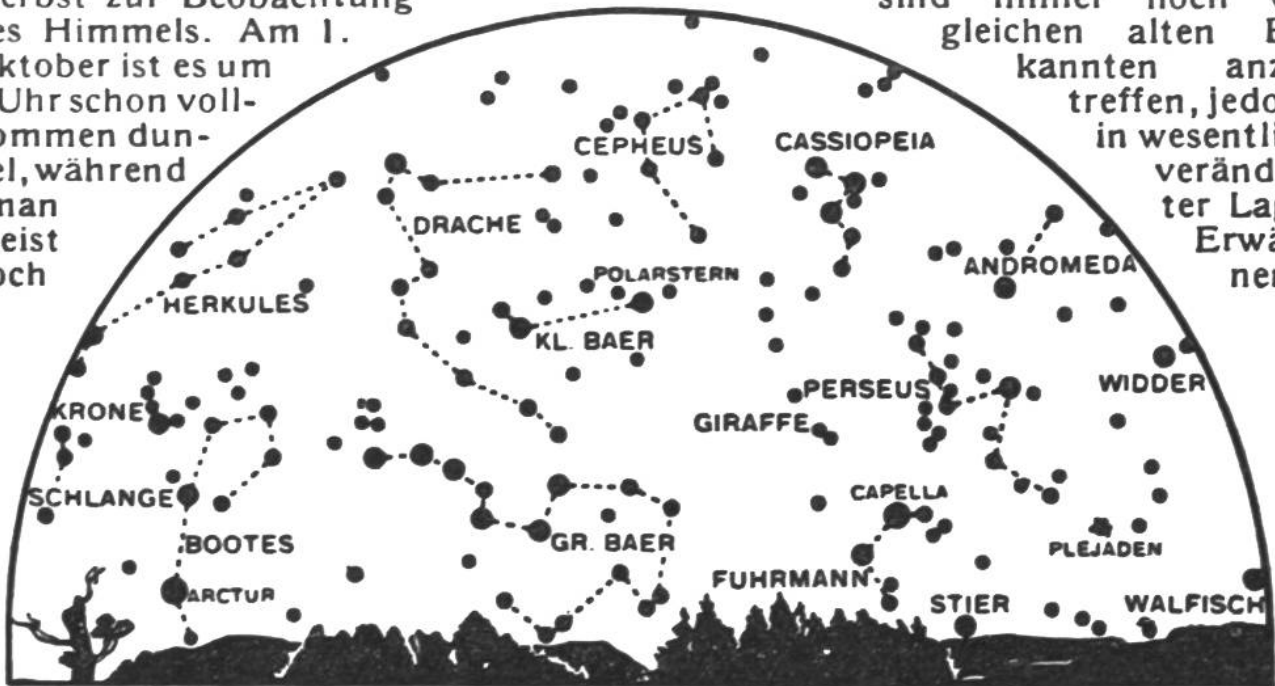 erbst zur Beobachtung
es Himmels. Am 1.
ktober ist es um
Uhr schon voll-
ommen dun-
el, während
man
eist
och
sind immer noch
gleichen alten
kannten anz
treffen, jedo
in wesentli
veränd
ter La
Erwä
ne
CEPHEUS
CASSIOPEIA
DRACHE
ANDROMEDA
POLARSTERN
HERKULES
KL. BAER
PERSEUS
WIDDER
KRONE
GIRAFFE
SCHLANGE
CAPELLA
BOOTES
GR. BAER
PLEJADEN
FUHRMANN
ARCTUR
STIER
WALFISCH